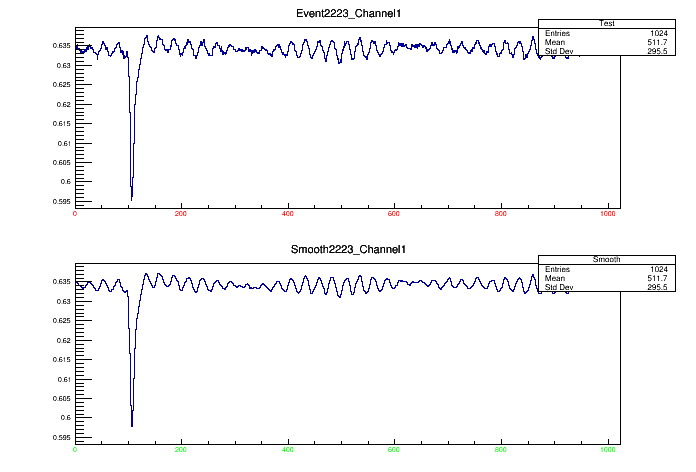 Event2223_Channel1
Test
Entries 1024
Mean 511.7
Std Dev 295.5
0.635
0.63
0.625
0.62
0.615
0.61
0.605
0.6
0.595
0 200 400 600 800 1000
Smooth2223_Channel1
Smooth
Entries 1024
Mean 511.7
Std Dev 295.5
0.635
0.63
0.625
0.62
0.615
0.61
0.605
0.6
0.595
0 200 400 600 800 1000